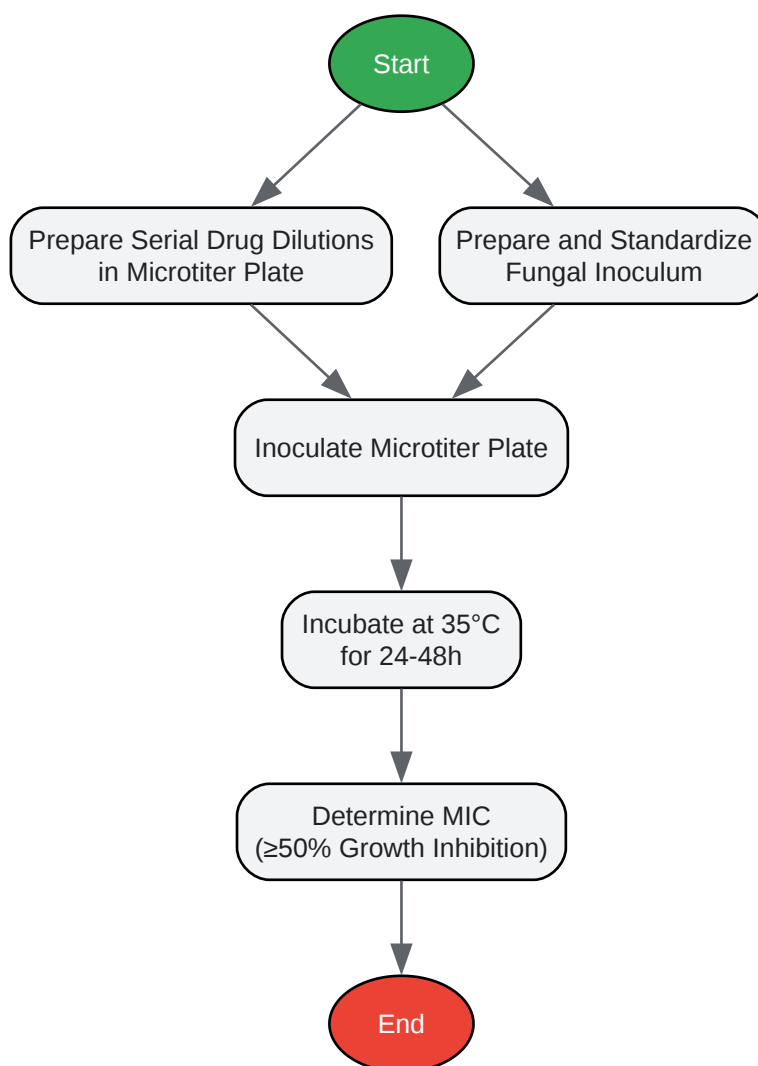 Start
Prepare Serial Drug Dilutions
in Microtiter Plate
Prepare and Standardize
Fungal Inoculum
Inoculate Microtiter Plate
Incubate at 35°C
for 24-48h
Determine MIC
(≥50% Growth Inhibition)
End